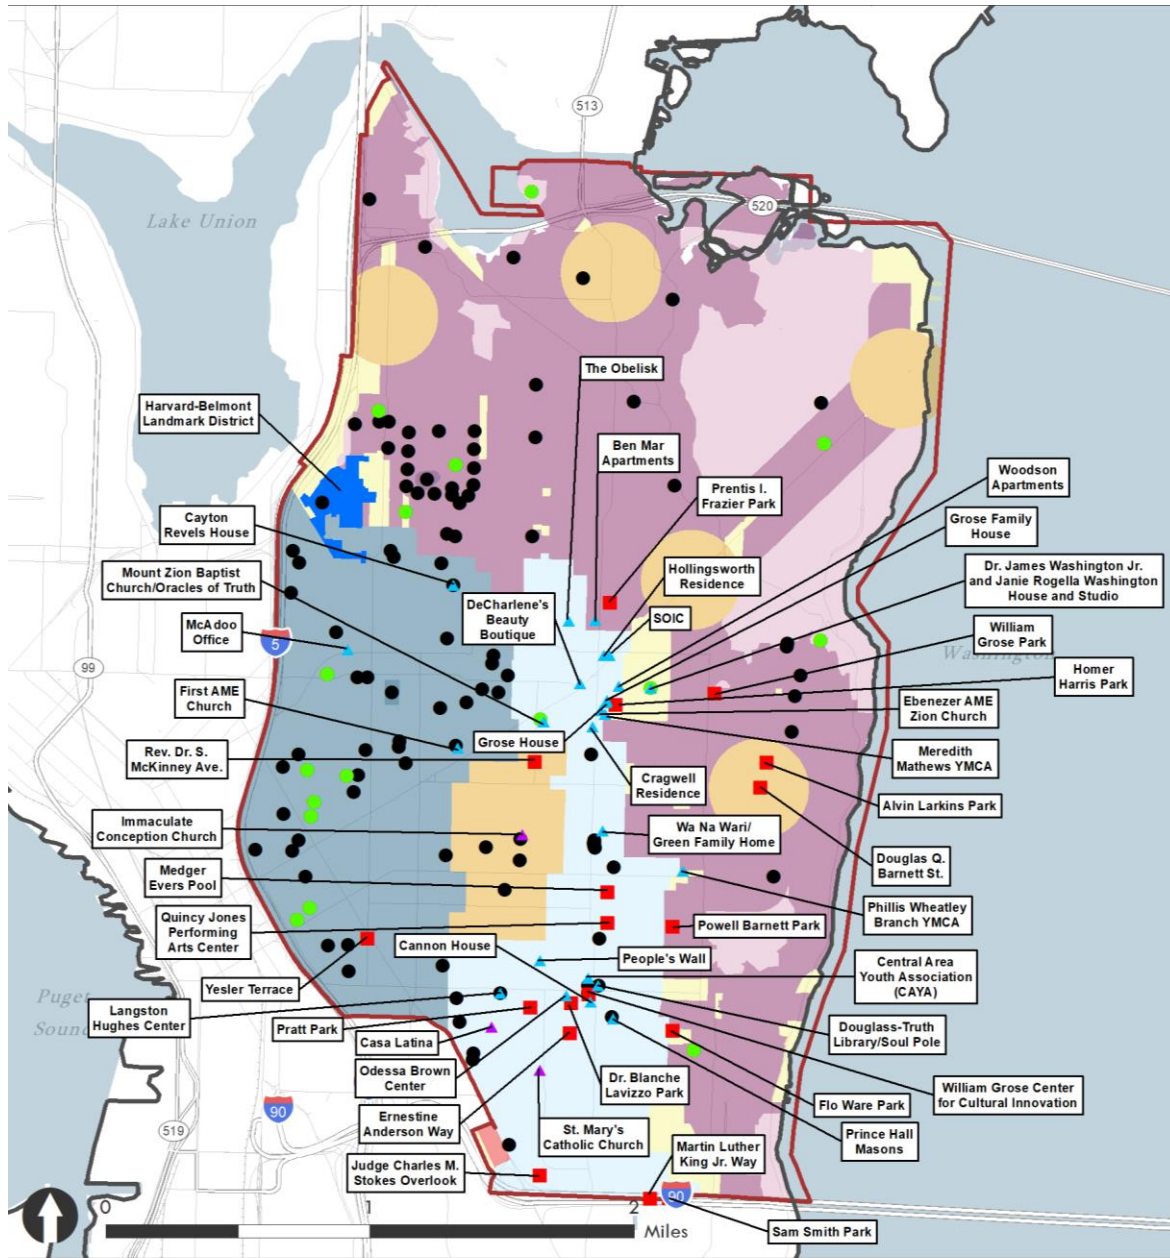 513
Lake Union
520
The Obelisk
Harvard-Belmont
Landmark District
Ben Mar
Apartments
Woodson
Apartments
Prentis I.
Frazier Park
Cayton
Revels House
Grose Family
House
Hollingsworth
Residence
Mount Zion Baptist
Church/Oracles of Truth
DeCharlene's
Beauty
Boutique
Dr. James Washington Jr.
and Janie Rogella Washington
House and Studio
SOIC
McAdoo
Office
5
William
Grose Park
99
Washington
Homer
Harris Park
First AME
Church
Ebenezer AME
Zion Church
Grose House
Rev. Dr. S.
McKinney Ave.
Meredith
Mathews YMCA
Cragwell
Residence
Alvin Larkins Park
Immaculate
Conception Church
Wa Na Wari/
Green Family Home
Douglas Q.
Barnett St.
Medger
Evers Pool
Phillis Wheatley
Branch YMCA
Quincy Jones
Performing
Arts Center
Powell Barnett Park
Cannon House
People's Wall
Central Area
Youth Association
(CAYA)
Yesler Terrace
Puget
Sound
Langston
Hughes Center
Pratt Park
Douglass-Truth
Library/Soul Pole
Casa Latina
Odessa Brown
Center
Dr. Blanche
Lavizzo Park
William Grose Center
for Cultural Innovation
90
Flo Ware Park
Ernestine
Anderson Way
St. Mary's
Catholic Church
Prince Hall
Masons
519
Martin Luther
King Jr. Way
Judge Charles M.
Stokes Overlook
90
0 1 2
Miles
Sam Smith Park